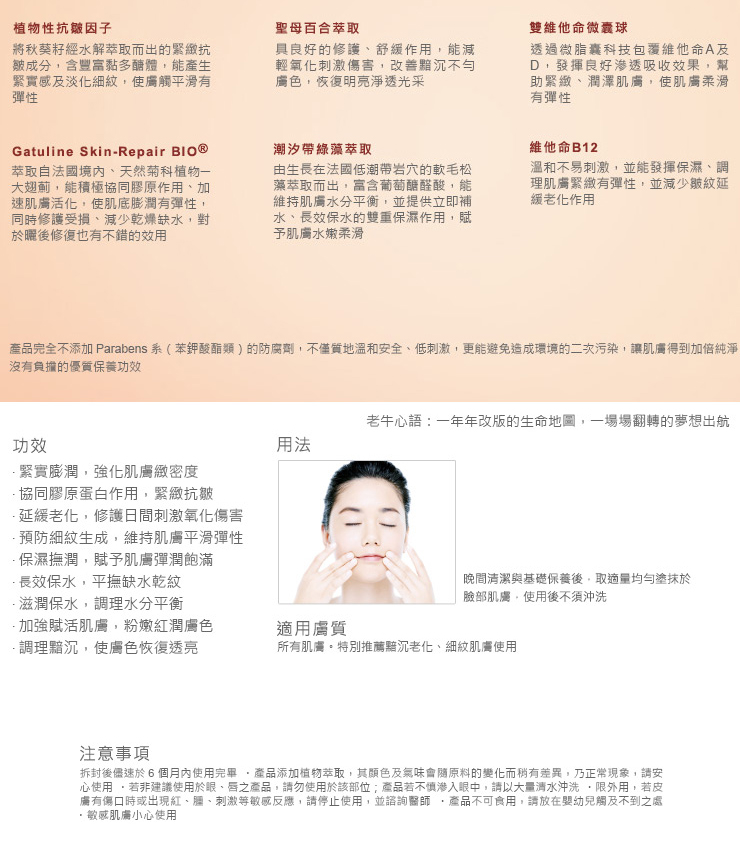 植物性抗皺因子
將秋葵籽經水解萃取而出的緊緻抗
皺成分，含豐富黏多醣體，能產生
緊實感及淡化細紋，使膚觸平滑有
彈性
聖母百合萃取
具良好的修護、舒緩作用，能減
輕氧化刺激傷害，改善黯沉不勻
膚色，恢復明亮淨透光采
雙維他命微囊球
透過微脂囊科技包覆維他命A及
D，發揮良好滲透吸收效果，幫
助緊緻、潤澤肌膚，使肌膚柔滑
有彈性
Gatuline Skin-Repair BIO®
萃取自法國境內、天然菊科植物—
大翅薊，能積極協同膠原作用、加
速肌膚活化，使肌底膨潤有彈性，
同時修護受損、減少乾燥缺水，對
於曬後修復也有不錯的效用
潮汐帶綠藻萃取
由生長在法國低潮帶岩穴的軟毛松
藻萃取而出，富含葡萄醣醛酸，能
維持肌膚水分平衡，並提供立即補
水、長效保水的雙重保濕作用，賦
予肌膚水嫩柔滑
維他命B12
溫和不易刺激，並能發揮保濕、調
理肌膚緊緻有彈性，並減少皺紋延
緩老化作用
產品完全不添加 Parabens 系（苯鉀酸酯類）的防腐劑，不僅質地溫和安全、低刺激，更能避免造成環境的二次污染，讓肌膚得到加倍純淨
沒有負擔的優質保養功效
老牛心語：一年年改版的生命地圖，一場場翻轉的夢想出航
功效
· 緊實膨潤，強化肌膚緻密度
· 協同膠原蛋白作用，緊緻抗皺
· 延緩老化，修護日間刺激氧化傷害
· 預防細紋生成，維持肌膚平滑彈性
· 保濕撫潤，賦予肌膚彈潤飽滿
· 長效保水，平撫缺水乾紋
· 滋潤保水，調理水分平衡
· 加強賦活肌膚，粉嫩紅潤膚色
· 調理黯沉，使膚色恢復透亮
用法
晚間清潔與基礎保養後，取適量均勻塗抹於
臉部肌膚，使用後不須沖洗
適用膚質
所有肌膚。特別推薦黯沉老化、細紋肌膚使用
注意事項
拆封後儘速於 6 個月內使用完畢 ・產品添加植物萃取，其顏色及氣味會隨原料的變化而稍有差異，乃正常現象，請安
心使用 ・若非建議使用於眼、唇之產品，請勿使用於該部位；產品若不慎滲入眼中，請以大量清水沖洗 ・限外用，若皮
膚有傷口時或出現紅、腫、刺激等敏感反應，請停止使用，並諮詢醫師 ・產品不可食用，請放在嬰幼兒觸及不到之處
・敏感肌膚小心使用